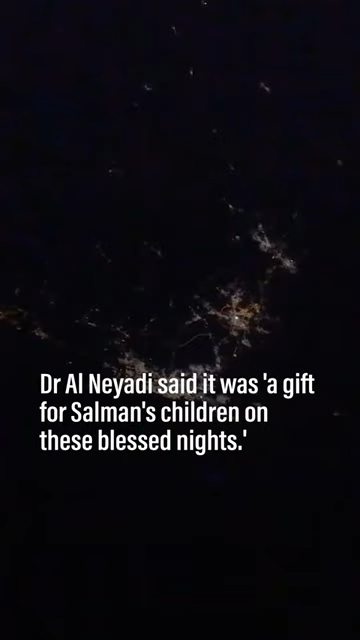 Dr Al Neyadi said it was 'a gift
for Salman's children on
these blessed nights.'